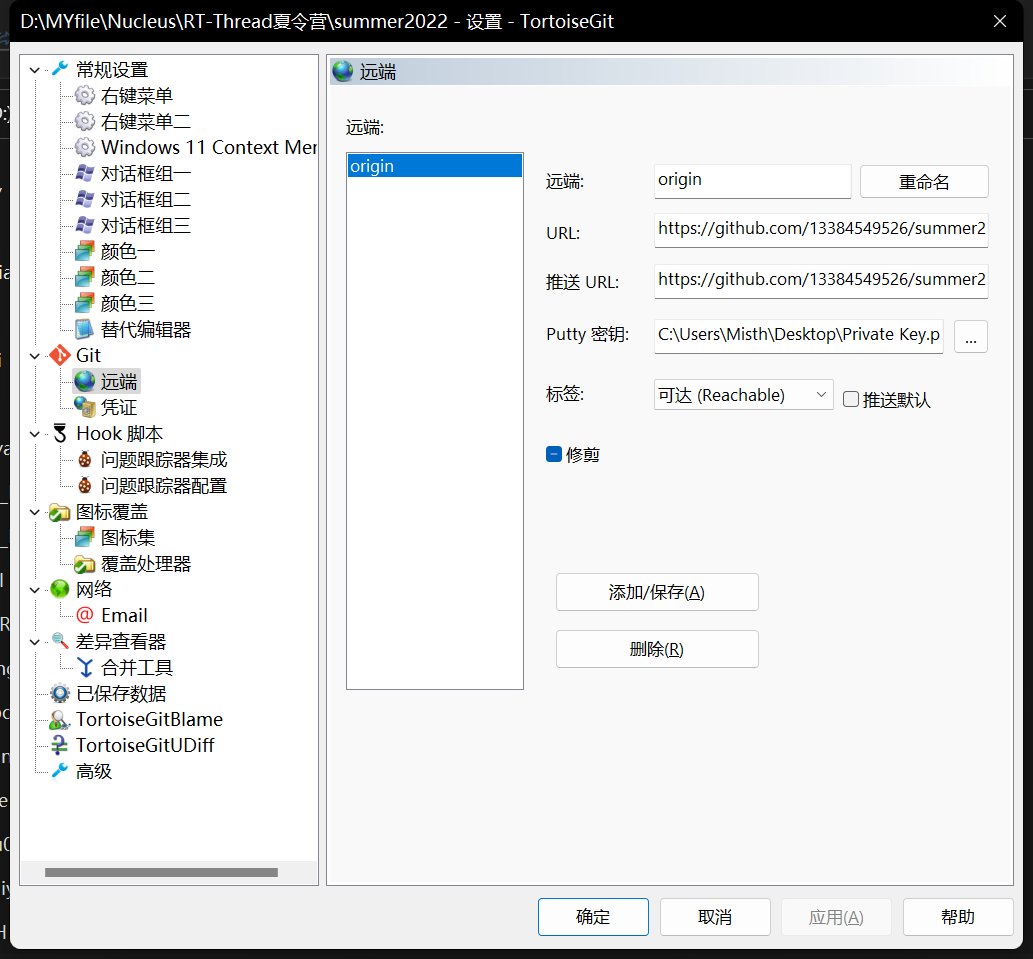 D:\MYfile\Nucleus\RT-Thread夏令营\summer2022 - 设置 - TortoiseGit
常规设置
右键菜单
右键菜单二
Windows 11 Context Mer
对话框组一
对话框组二
对话框组三
颜色一
颜色二
颜色三
替代编辑器
Git
远端
凭证
Hook 脚本
问题跟踪器集成
问题跟踪器配置
图标覆盖
图标集
覆盖处理器
网络
Email
差异查看器
合并工具
已保存数据
TortoiseGitBlame
TortoiseGitUDiff
高级
远端
远端:
origin
远端: origin 重命名
URL: https://github.com/13384549526/summer2
推送 URL: https://github.com/13384549526/summer2
Putty 密钥: C:\Users\Misth\Desktop\Private Key.p ...
标签: 可达 (Reachable) 推送默认
修剪
添加/保存(A)
删除(R)
确定 取消 应用(A) 帮助